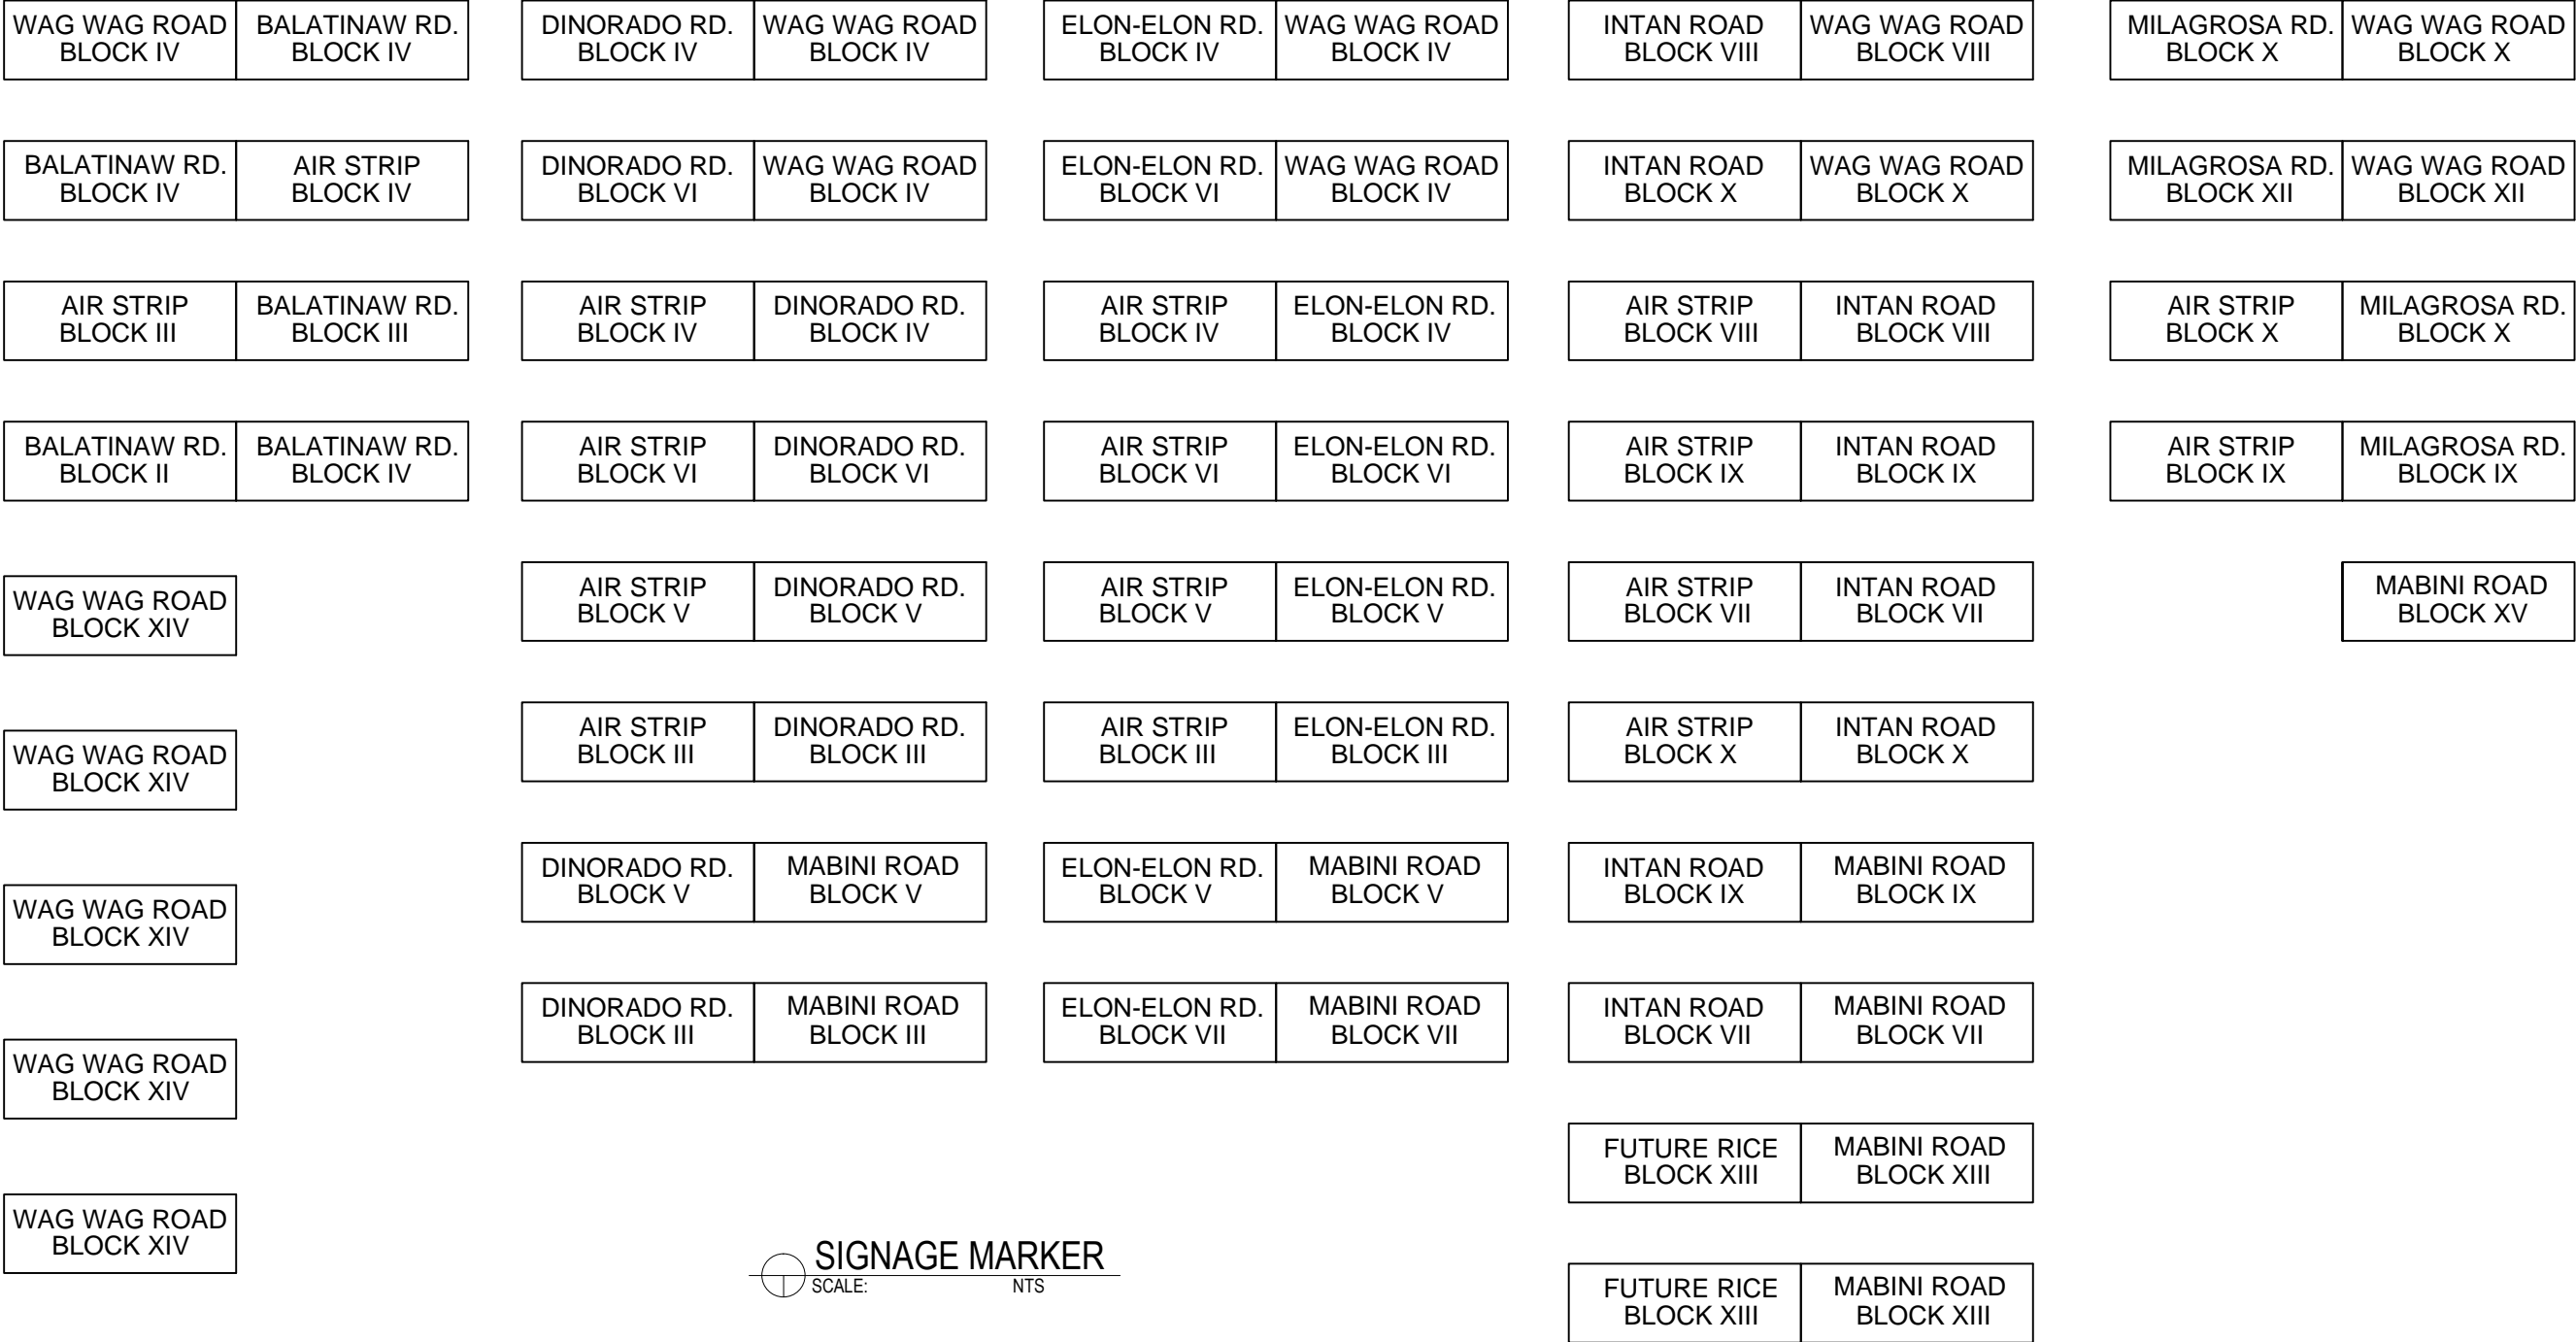 WAG WAG ROAD
BLOCK IV
BALATINAW RD.
BLOCK IV
BALATINAW RD.
BLOCK IV
AIR STRIP
BLOCK IV
AIR STRIP
BLOCK III
BALATINAW RD.
BLOCK III
BALATINAW RD.
BLOCK II
BALATINAW RD.
BLOCK IV
WAG WAG ROAD
BLOCK XIV
WAG WAG ROAD
BLOCK XIV
WAG WAG ROAD
BLOCK XIV
WAG WAG ROAD
BLOCK XIV
WAG WAG ROAD
BLOCK XIV
DINORADO RD.
BLOCK IV
WAG WAG ROAD
BLOCK IV
DINORADO RD.
BLOCK VI
WAG WAG ROAD
BLOCK IV
AIR STRIP
BLOCK IV
DINORADO RD.
BLOCK IV
AIR STRIP
BLOCK VI
DINORADO RD.
BLOCK VI
AIR STRIP
BLOCK V
DINORADO RD.
BLOCK V
AIR STRIP
BLOCK III
DINORADO RD.
BLOCK III
DINORADO RD.
BLOCK V
MABINI ROAD
BLOCK V
DINORADO RD.
BLOCK III
MABINI ROAD
BLOCK III
ELON-ELON RD.
BLOCK IV
WAG WAG ROAD
BLOCK IV
ELON-ELON RD.
BLOCK VI
WAG WAG ROAD
BLOCK IV
AIR STRIP
BLOCK IV
ELON-ELON RD.
BLOCK IV
AIR STRIP
BLOCK VI
ELON-ELON RD.
BLOCK VI
AIR STRIP
BLOCK V
ELON-ELON RD.
BLOCK V
AIR STRIP
BLOCK III
ELON-ELON RD.
BLOCK III
ELON-ELON RD.
BLOCK V
MABINI ROAD
BLOCK V
ELON-ELON RD.
BLOCK VII
MABINI ROAD
BLOCK VII
INTAN ROAD
BLOCK VIII
WAG WAG ROAD
BLOCK VIII
INTAN ROAD
BLOCK X
WAG WAG ROAD
BLOCK X
AIR STRIP
BLOCK VIII
INTAN ROAD
BLOCK VIII
AIR STRIP
BLOCK IX
INTAN ROAD
BLOCK IX
AIR STRIP
BLOCK VII
INTAN ROAD
BLOCK VII
AIR STRIP
BLOCK X
INTAN ROAD
BLOCK X
INTAN ROAD
BLOCK IX
MABINI ROAD
BLOCK IX
INTAN ROAD
BLOCK VII
MABINI ROAD
BLOCK VII
FUTURE RICE
BLOCK XIII
MABINI ROAD
BLOCK XIII
FUTURE RICE
BLOCK XIII
MABINI ROAD
BLOCK XIII
MILAGROSA RD.
BLOCK X
WAG WAG ROAD
BLOCK X
MILAGROSA RD.
BLOCK XII
WAG WAG ROAD
BLOCK XII
AIR STRIP
BLOCK X
MILAGROSA RD.
BLOCK X
AIR STRIP
BLOCK IX
MILAGROSA RD.
BLOCK IX
MABINI ROAD
BLOCK XV
SIGNAGE MARKER
SCALE: NTS